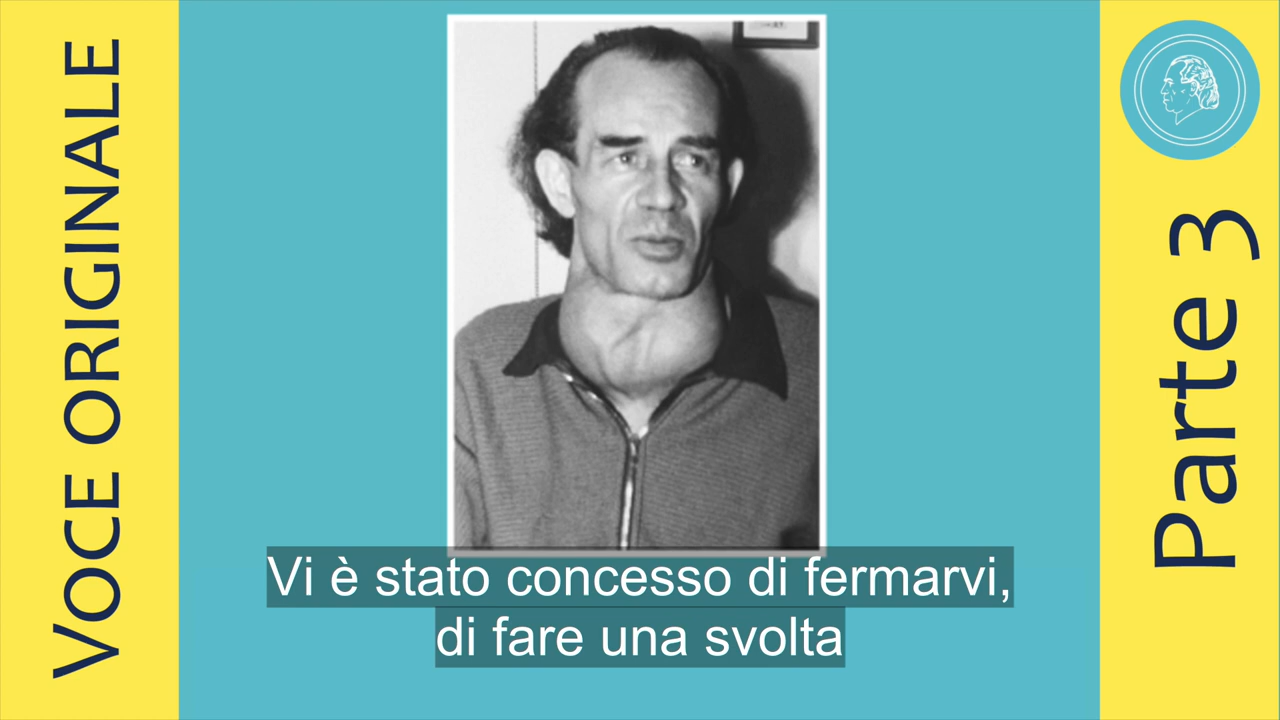 VOCE ORIGINALE
Parte 3
Vi è stato concesso di fermarvi,
di fare una svolta